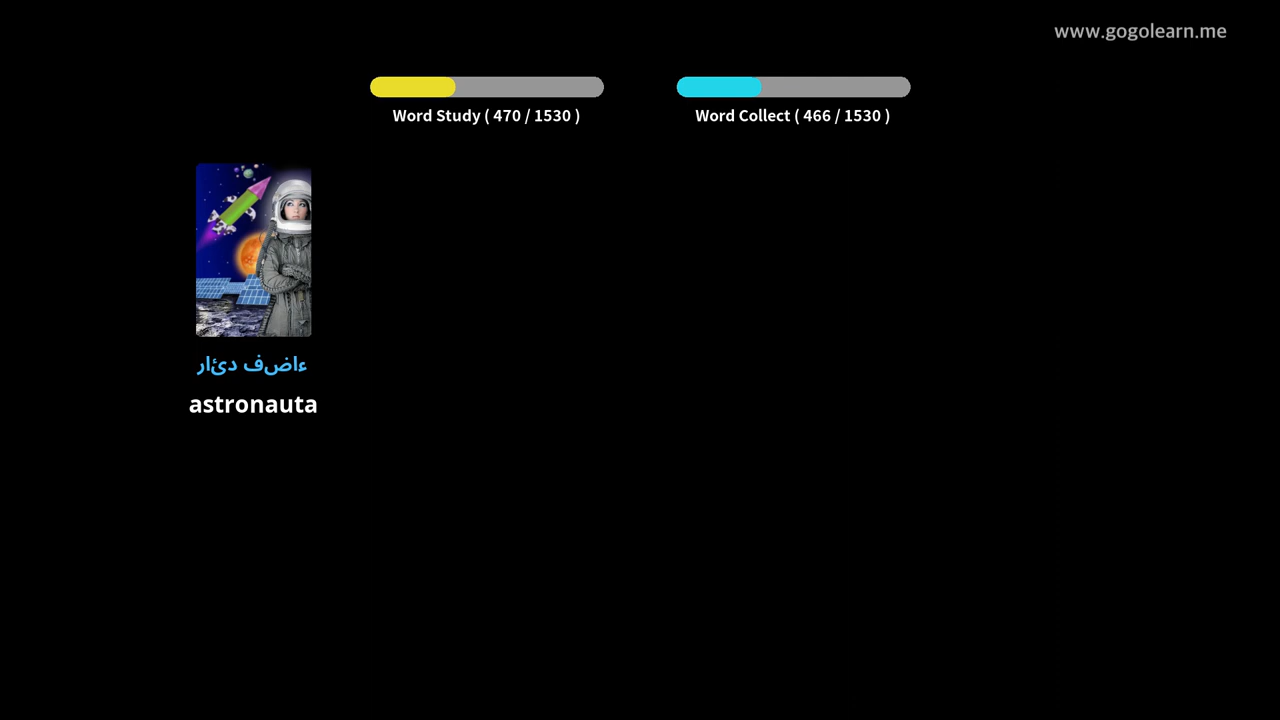 www.gogolearn.me
Word Study ( 470 / 1530 )
Word Collect ( 466 / 1530 )
ءاضف دئار
astronauta